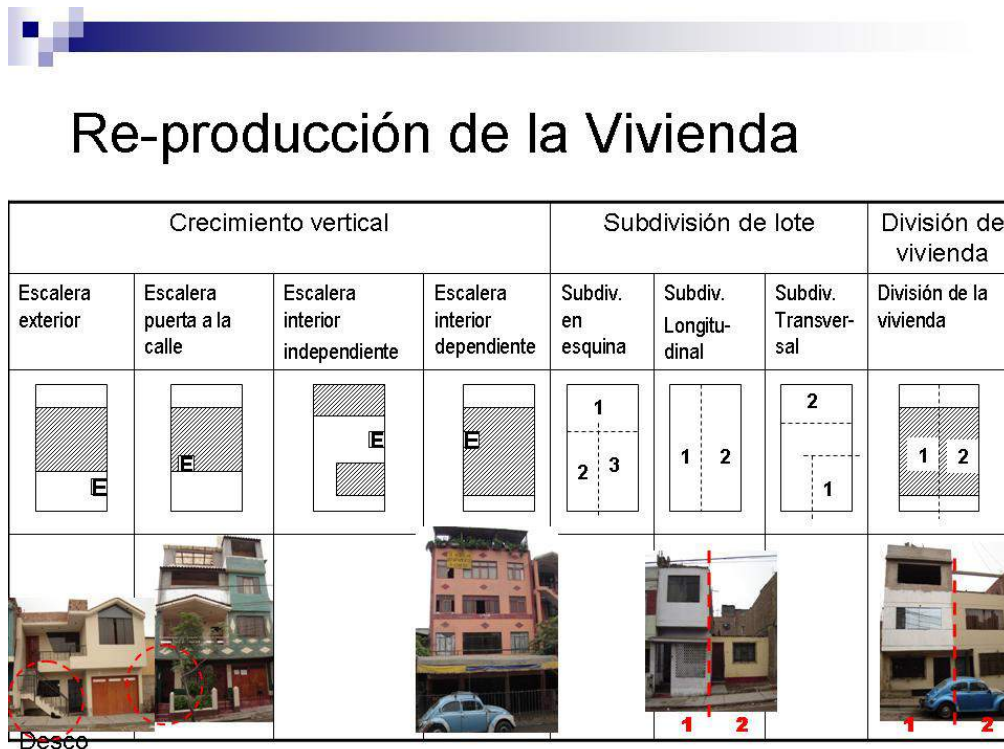 Re-producción de la Vivienda
Crecimiento vertical
Subdivisión de lote
División de
vivienda
Escalera
exterior
Escalera
puerta a la
calle
Escalera
interior
independiente
Escalera
interior
dependiente
Subdiv.
en
esquina
Subdiv.
Longitu-
dinal
Subdiv.
Transver-
sal
División de la
vivienda
E
E
E
E
1
2 3
1 2
2
1
1 2
1 2
1 2
Desco